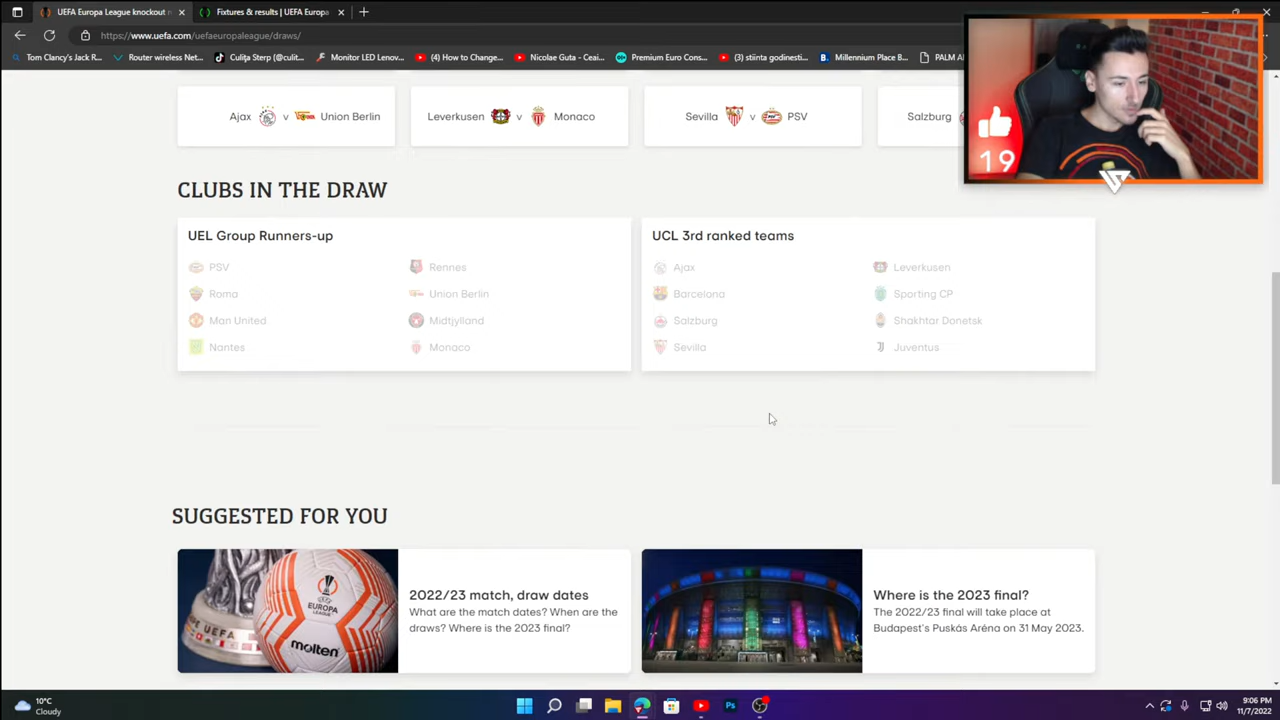 UEFA Europa League knockout r
Fixtures & results | UEFA Europa
https://www.uefa.com/uefaeuropaleague/draws/
Tom Clancy's Jack R...
Router wireless Net...
Culița Sterp (@culit...
Monitor LED Lenov...
(4) How to Change...
Nicolae Guta - Ceai...
Premium Euro Cons...
(3) stiinta godinesti...
Millennium Place B...
PALM A
Ajax v Union Berlin
Leverkusen v Monaco
Sevilla v PSV
Salzburg
19
CLUBS IN THE DRAW
UEL Group Runners-up
UCL 3rd ranked teams
PSV Rennes
Ajax Leverkusen
Roma Union Berlin
Barcelona Sporting CP
Man United Midtjylland
Salzburg Shakhtar Donetsk
Nantes Monaco
Sevilla Juventus
SUGGESTED FOR YOU
2022/23 match, draw dates
What are the match dates? When are the
draws? Where is the 2023 final?
Where is the 2023 final?
The 2022/23 final will take place at
Budapest's Puskás Aréna on 31 May 2023.
UEFA
EUROPA
LEAGUE
molten
10°C
Cloudy
Ps
9:06 PM
11/7/2022